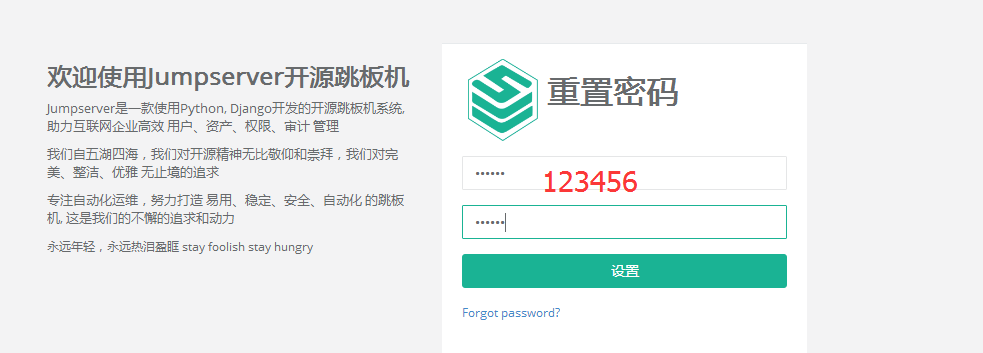 欢迎使用Jumpserver开源跳板机
Jumpserver是一款使用Python, Django开发的开源跳板机系统,
助力互联网企业高效 用户、资产、权限、审计 管理
我们自五湖四海，我们对开源精神无比敬仰和崇拜，我们对完
美、整洁、优雅 无止境的追求
专注自动化运维，努力打造 易用、稳定、安全、自动化 的跳板
机, 这是我们的不懈的追求和动力
永远年轻，永远热泪盈眶 stay foolish stay hungry
重置密码
••••••
123456
••••••
设置
Forgot password?